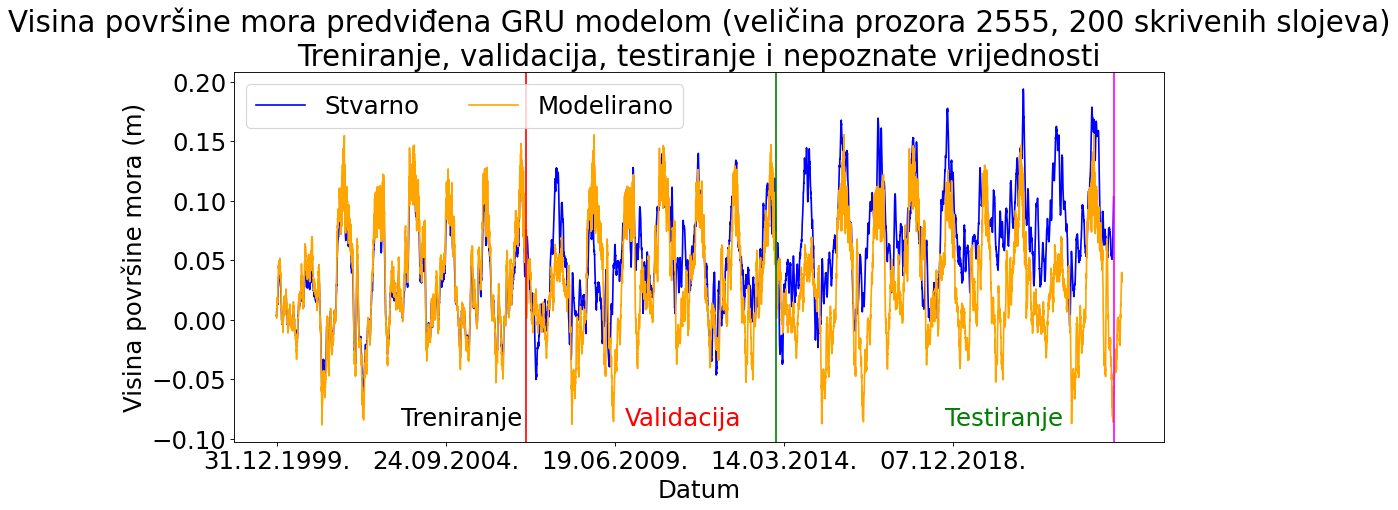 Visina površine mora predviđena GRU modelom (veličina prozora 2555, 200 skrivenih slojeva)
Treniranje, validacija, testiranje i nepoznate vrijednosti
Stvarno Modelirano
Visina površine mora (m)
0.20
0.15
0.10
0.05
0.00
−0.05
−0.10
Treniranje Validacija Testiranje
31.12.1999. 24.09.2004. 19.06.2009. 14.03.2014. 07.12.2018.
Datum